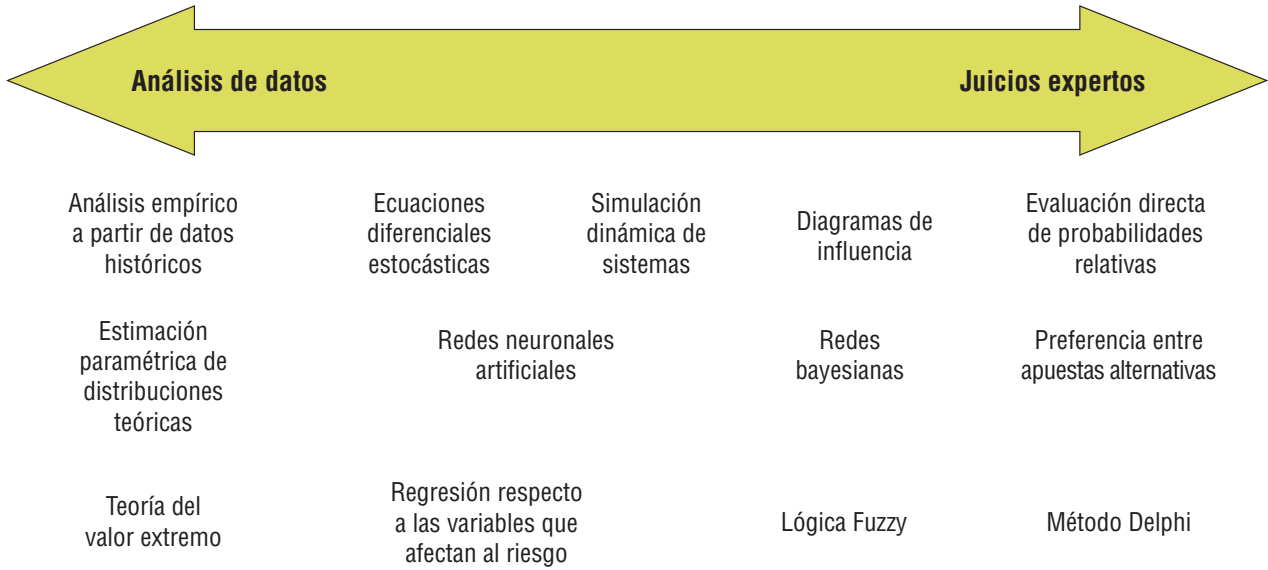 Análisis de datos
Juicios expertos
Análisis empírico
a partir de datos
históricos
Ecuaciones
diferenciales
estocásticas
Simulación
dinámica de
sistemas
Diagramas de
influencia
Evaluación directa
de probabilidades
relativas
Estimación
paramétrica de
distribuciones
teóricas
Redes neuronales
artificiales
Redes
bayesianas
Preferencia entre
apuestas alternativas
Teoría del
valor extremo
Regresión respecto
a las variables que
afectan al riesgo
Lógica Fuzzy
Método Delphi